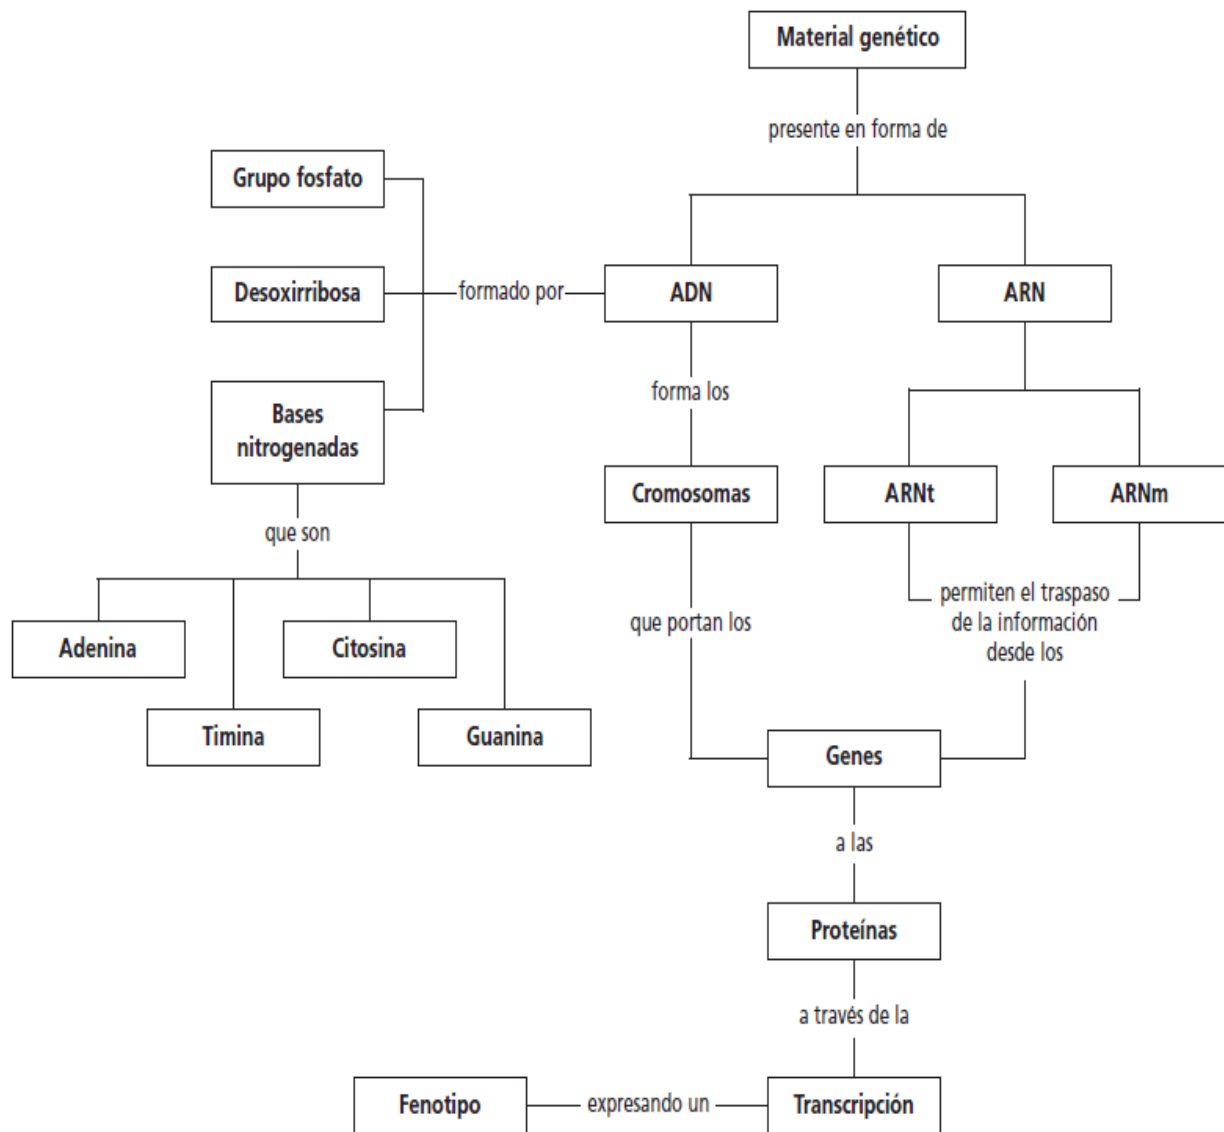 Material genético
presente en forma de
Grupo fosfato
Desoxirribosa
formado por
ADN
ARN
Bases
nitrogenadas
forma los
Cromosomas
ARNt
ARNm
que son
permiten el traspaso
de la información
desde los
que portan los
Adenina
Citosina
Timina
Guanina
Genes
a las
Proteínas
a través de la
Fenotipo
expresando un
Transcripción